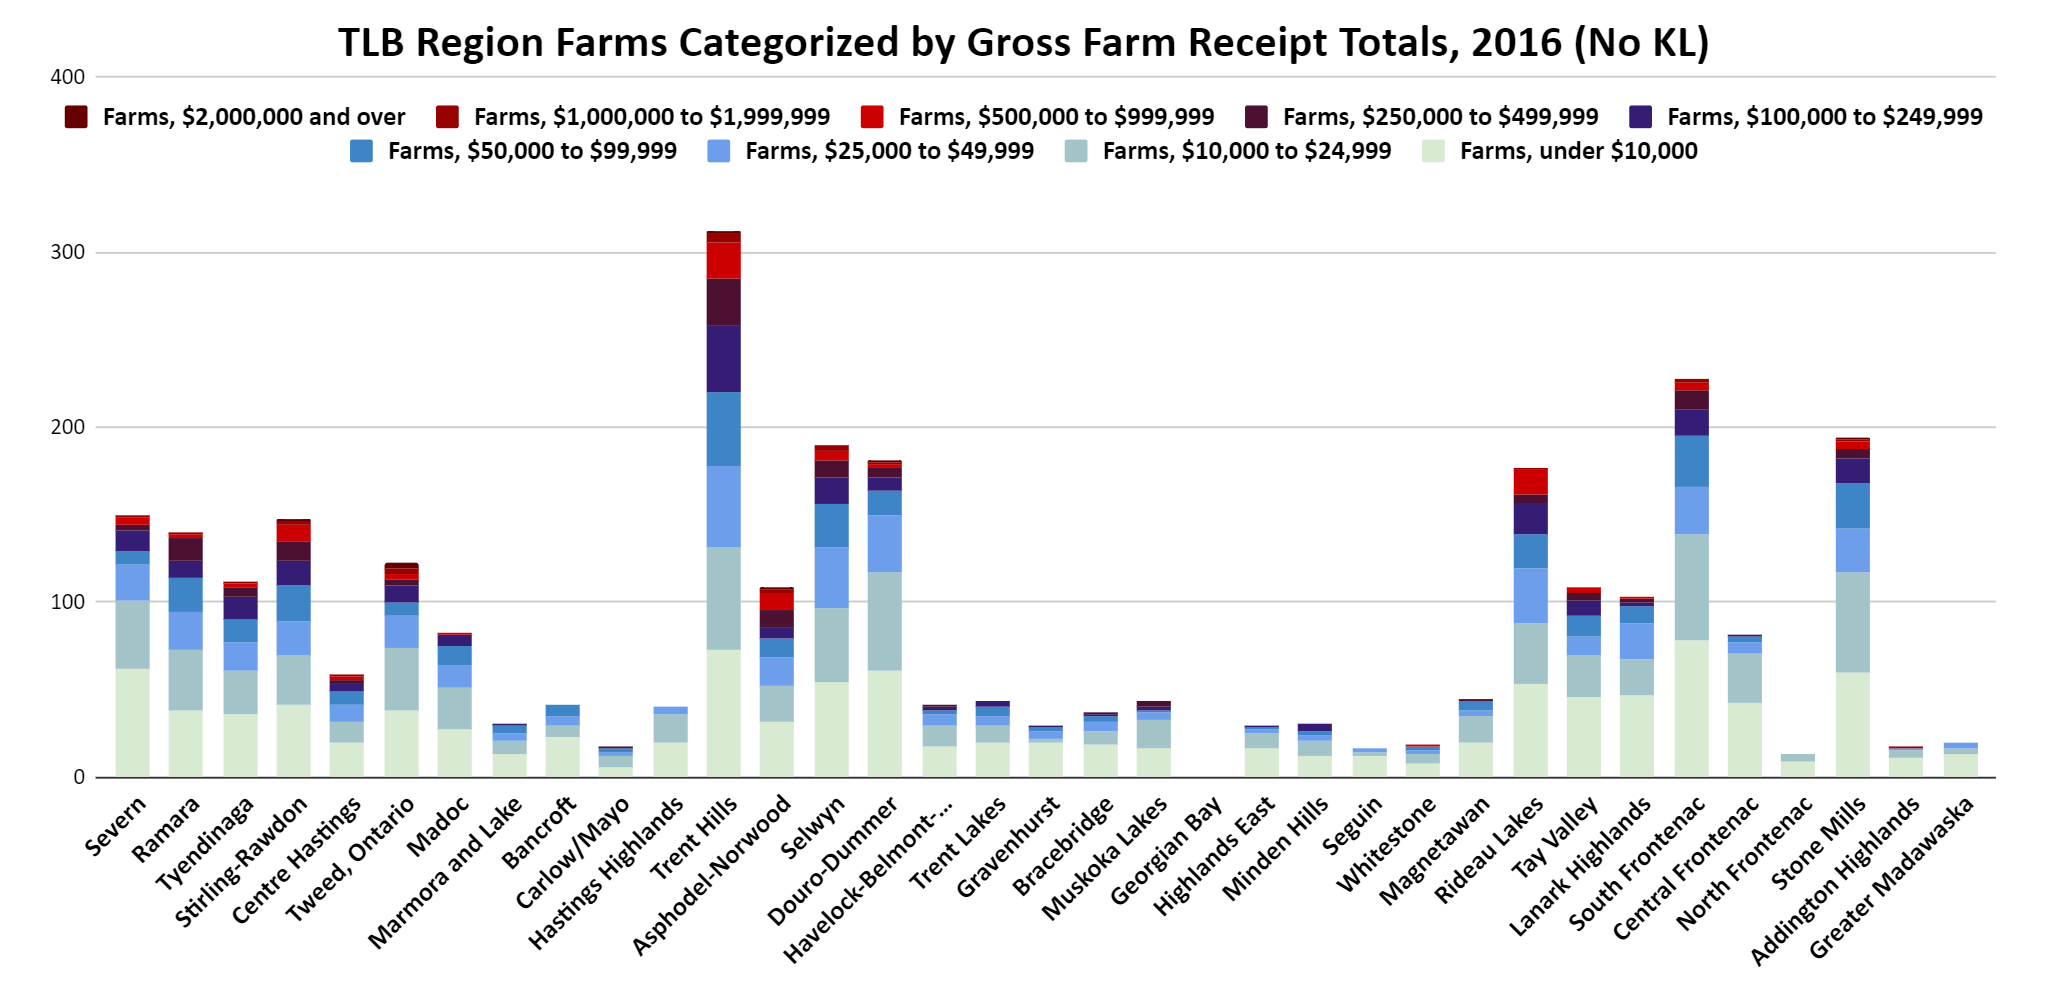 TLB Region Farms Categorized by Gross Farm Receipt Totals, 2016 (No KL)
400
Farms, $2,000,000 and over Farms, $1,000,000 to $1,999,999 Farms, $500,000 to $999,999 Farms, $250,000 to $499,999 Farms, $100,000 to $249,999
Farms, $50,000 to $99,999 Farms, $25,000 to $49,999 Farms, $10,000 to $24,999 Farms, under $10,000
300
200
100
0
Severn
Ramara
Tyendinaga
Stirling-Rawdon
Centre Hastings
Tweed, Ontario
Madoc
Marmora and Lake
Bancroft
Carlow/Mayo
Hastings Highlands
Trent Hills
Asphodel-Norwood
Selwyn
Douro-Dummer
Havelock-Belmont-...
Trent Lakes
Gravenhurst
Bracebridge
Muskoka Lakes
Georgian Bay
Highlands East
Minden Hills
Seguin
Whitestone
Magnetawan
Rideau Lakes
Tay Valley
Lanark Highlands
South Frontenac
Central Frontenac
North Frontenac
Stone Mills
Addington Highlands
Greater Madawaska